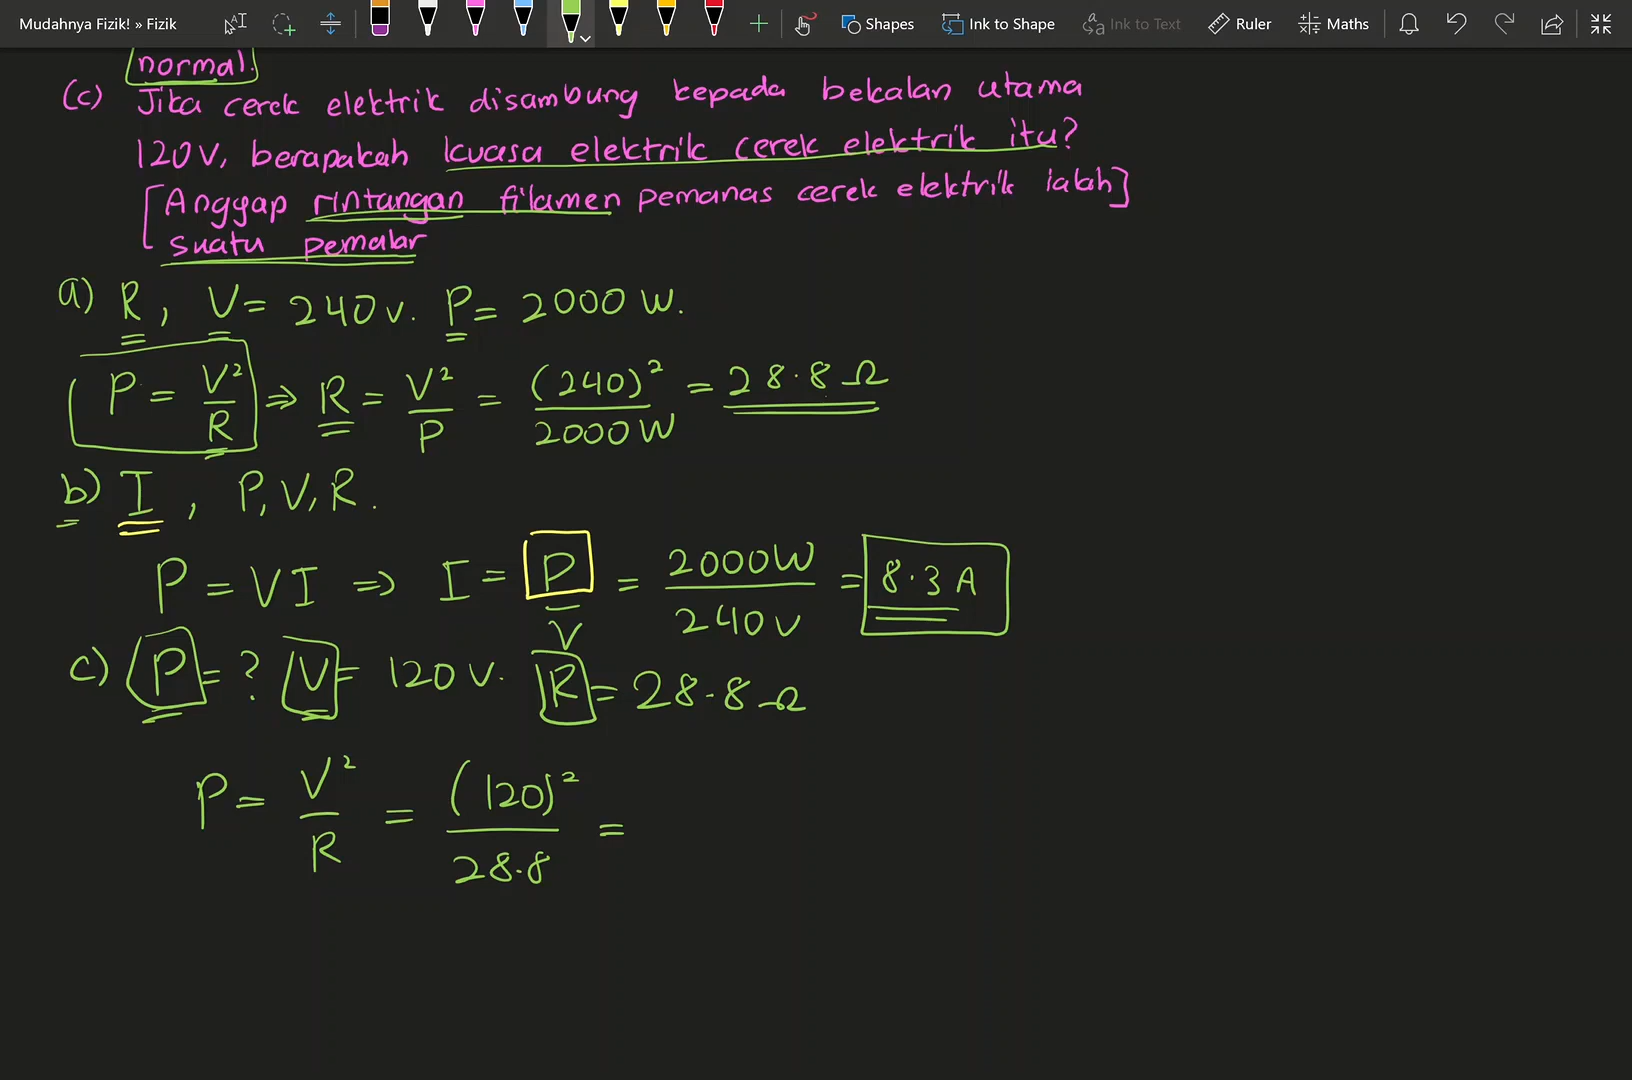 Mudahnya Fizik! » Fizik
Shapes
Ink to Shape
Ink to Text
Ruler
Maths
normal.
(c) Jika cerek elektrik disambung kepada bekalan utama
120V, berapakah kuasa elektrik cerek elektrik itu?
[Anggap rintangan filamen pemanas cerek elektrik ialah]
suatu pemalar
a) R, V = 240 v. P = 2000 W.
P = V²/R ⇒ R = V²/P = (240)²/2000W = 28.8 Ω
b) I, P, V, R.
P = VI ⇒ I = P/V = 2000W/240v = 8.3 A
c) P = ? V = 120 v. R = 28.8 Ω
P = V²/R = (120)²/28.8 =